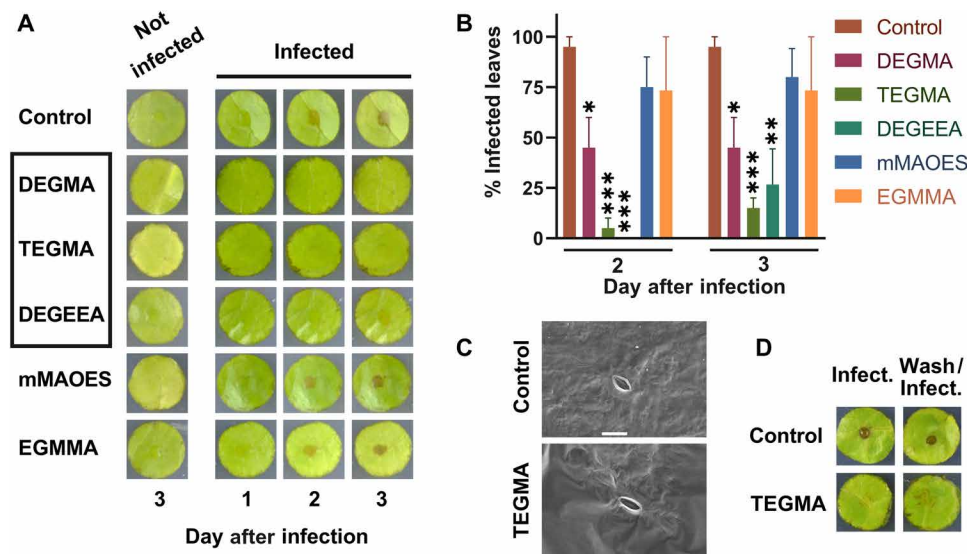 A
Not
infected
Infected
Control
DEGMA
TEGMA
DEGEEA
mMAOES
EGMMA
3 1 2 3
Day after infection
B
% Infected leaves
100
75
50
25
0
*
***
***
*
***
**
2 3
Day after infection
Control
DEGMA
TEGMA
DEGEEA
mMAOES
EGMMA
C
Control
TEGMA
D
Infect. Wash/
Infect.
Control
TEGMA